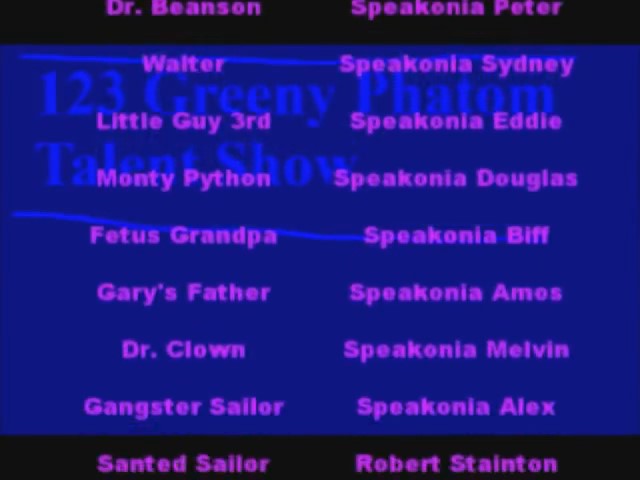 Dr. Beanson Speakonia Peter
Walter Speakonia Sydney
123 Greeny Phatom
Little Guy 3rd Speakonia Eddie
Talent Show
Monty Python Speakonia Douglas
Fetus Grandpa Speakonia Biff
Gary's Father Speakonia Amos
Dr. Clown Speakonia Melvin
Gangster Sailor Speakonia Alex
Santed Sailor Robert Stainton